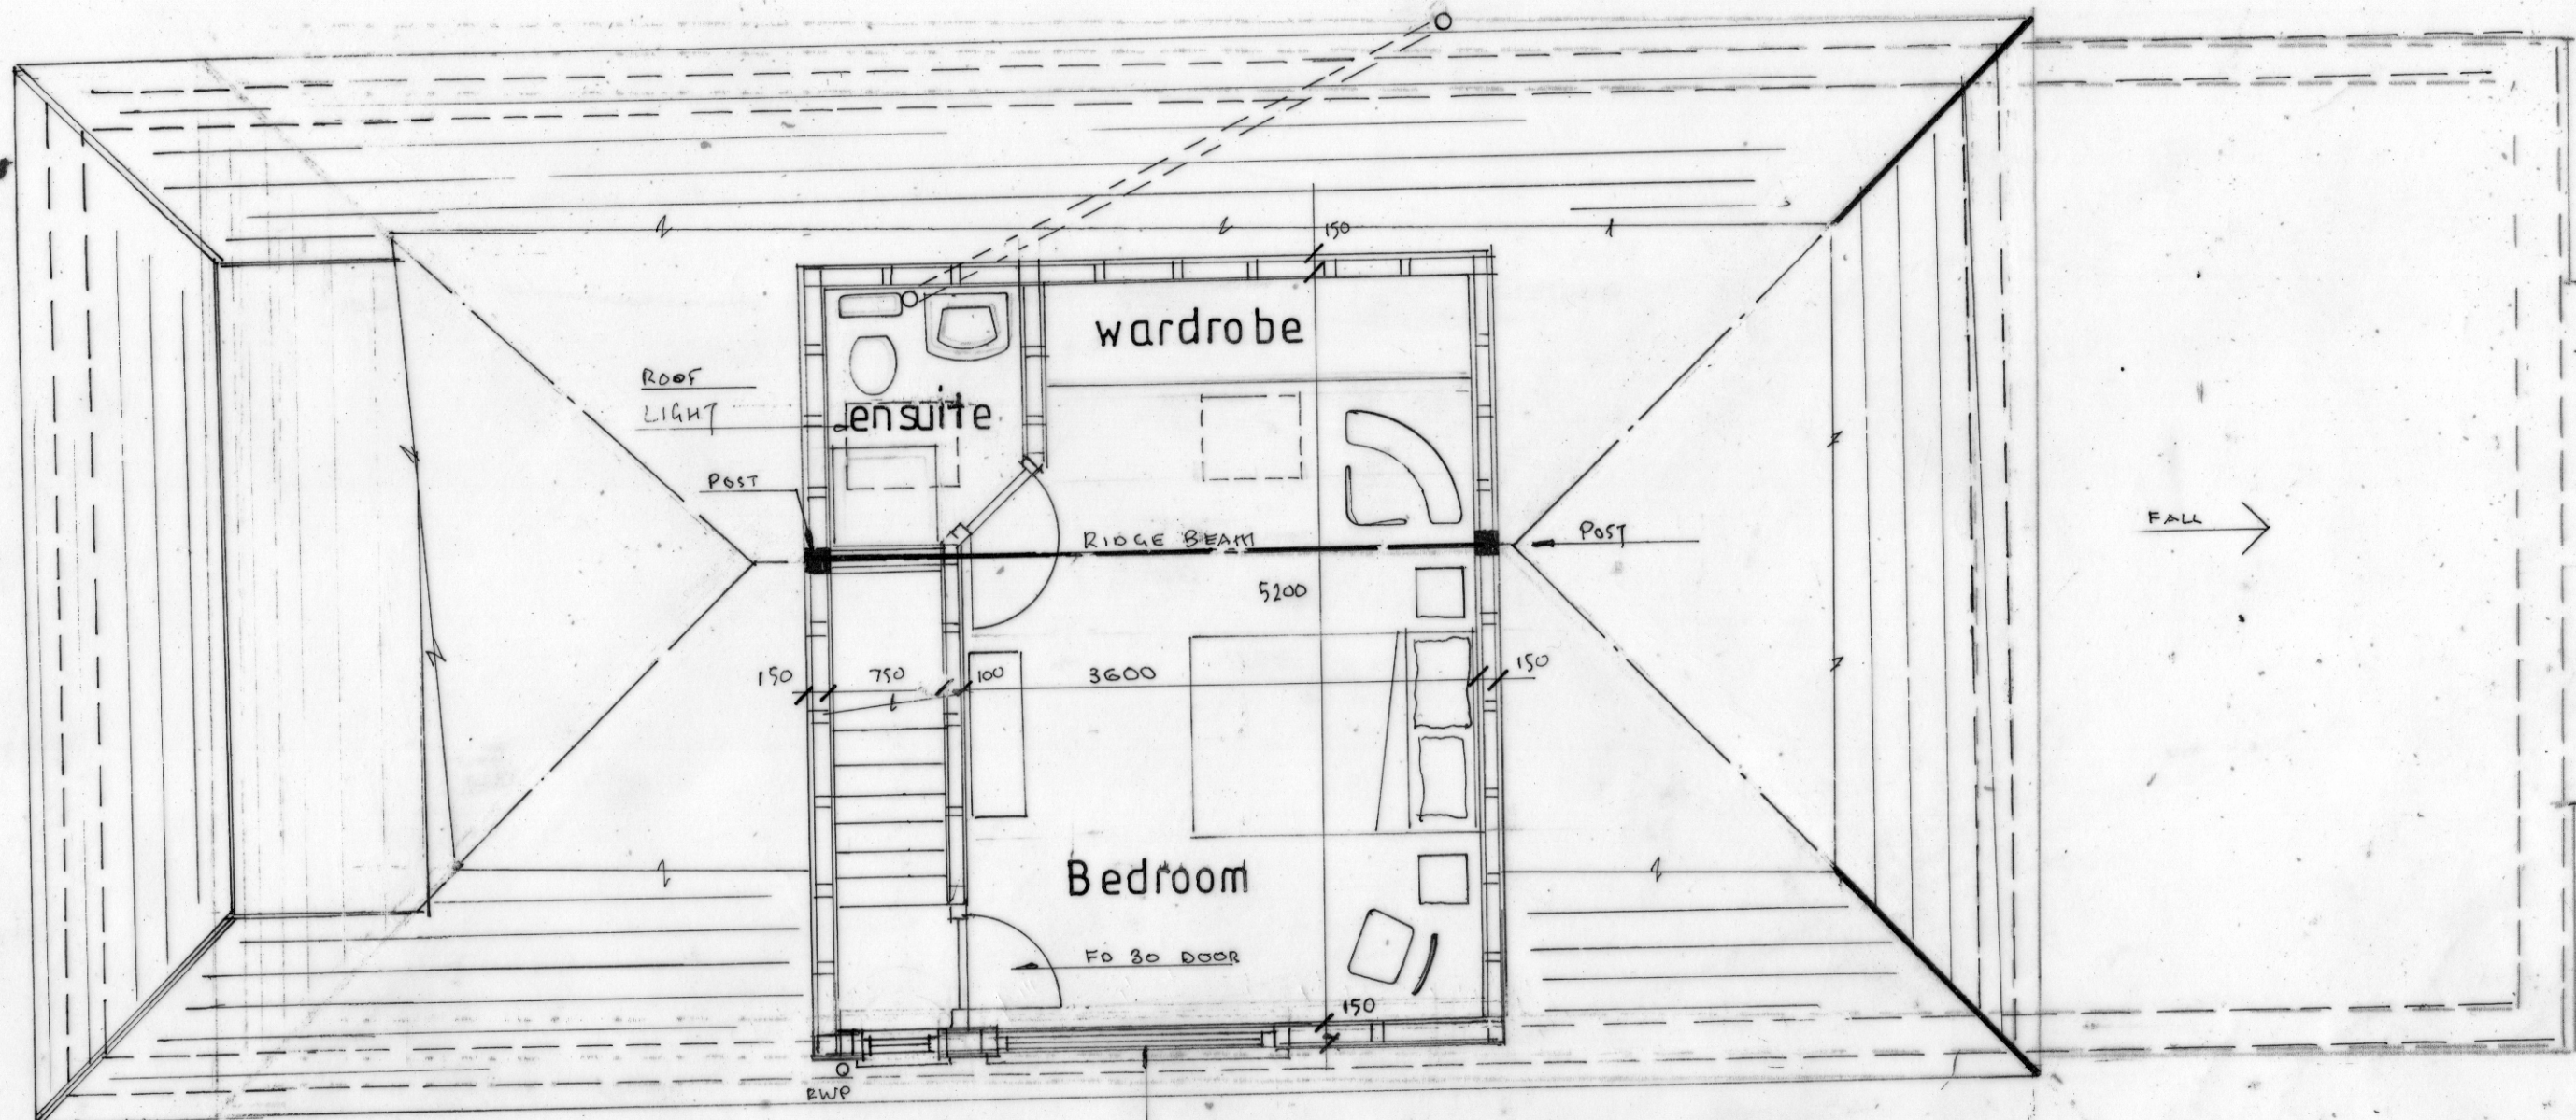 150
wardrobe
ROOF
LIGHT
ensuite
POST
RIDGE BEAM
POST
FALL
5200
150
750
100
3600
150
Bedroom
FD 30 DOOR
150
RWP